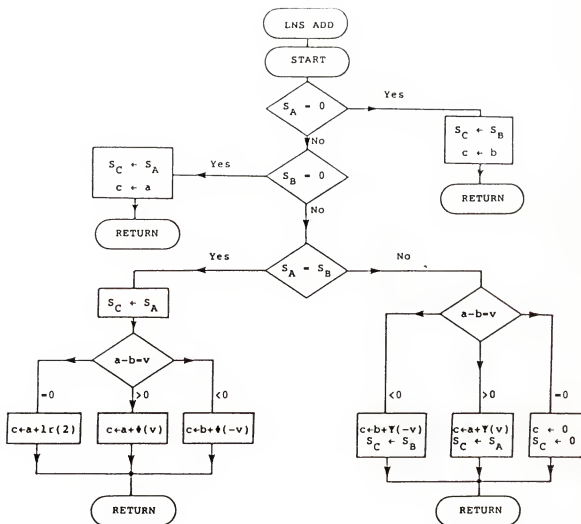 LNS ADD
START
S_A = 0
Yes
No
S_C ← S_B
c ← b
RETURN
S_B = 0
Yes
No
S_C ← S_A
c ← a
RETURN
S_A = S_B
Yes
No
S_C ← S_A
a-b=v
=0
>0
<0
c←a+lr(2)
c←a+Φ(v)
c←b+Φ(-v)
RETURN
a-b=v
<0
>0
=0
c←b+Ψ(-v)
S_C ← S_B
c←a+Ψ(v)
S_C ← S_A
c ← 0
S_C ← 0
RETURN